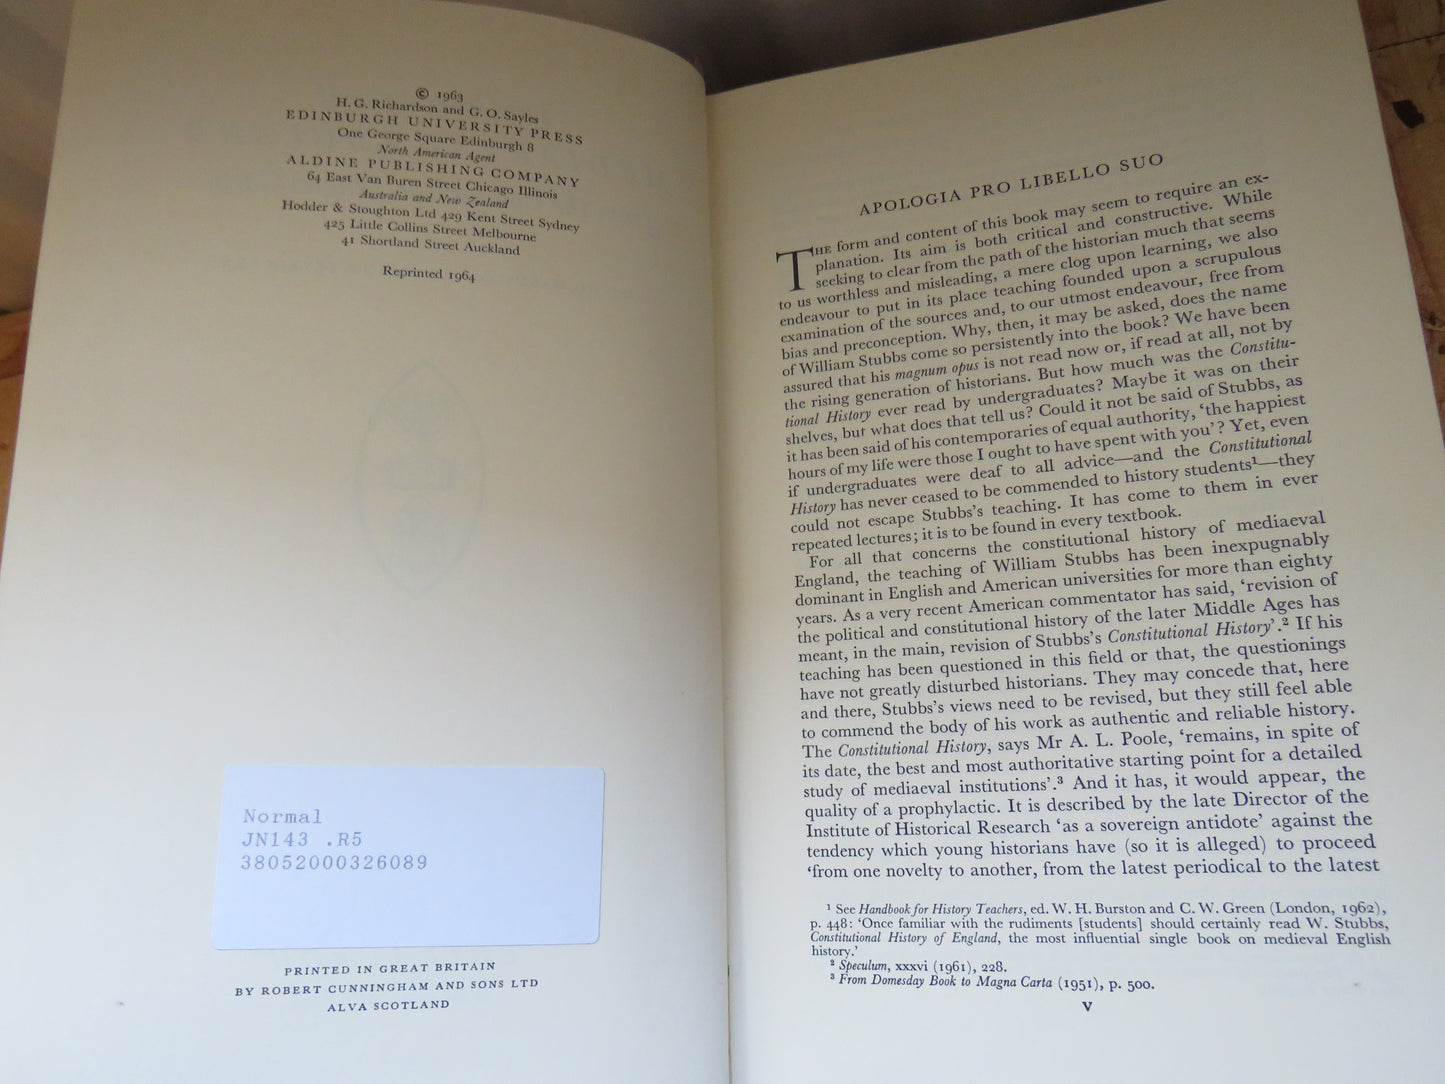 © 1963
H. G. Richardson and G. O. Sayles
EDINBURGH UNIVERSITY PRESS
One George Square Edinburgh 8
North American Agent
ALDINE PUBLISHING COMPANY
64 East Van Buren Street Chicago Illinois
Australia and New Zealand
Hodder & Stoughton Ltd 429 Kent Street Sydney
425 Little Collins Street Melbourne
41 Shortland Street Auckland
Reprinted 1964
Normal
JN143 .R5
38052000326089
PRINTED IN GREAT BRITAIN
BY ROBERT CUNNINGHAM AND SONS LTD
ALVA SCOTLAND
APOLOGIA PRO LIBELLO SUO
THE form and content of this book may seem to require an ex-
planation. Its aim is both critical and constructive. While
seeking to clear from the path of the historian much that seems
to us worthless and misleading, a mere clog upon learning, we also
endeavour to put in its place teaching founded upon a scrupulous
examination of the sources and, to our utmost endeavour, free from
bias and preconception. Why, then, it may be asked, does the name
of William Stubbs come so persistently into the book? We have been
assured that his magnum opus is not read now or, if read at all, not by
the rising generation of historians. But how much was the Constitu-
tional History ever read by undergraduates? Maybe it was on their
shelves, but what does that tell us? Could it not be said of Stubbs, as
it has been said of his contemporaries of equal authority, ‘the happiest
hours of my life were those I ought to have spent with you’? Yet, even
if undergraduates were deaf to all advice—and the Constitutional
History has never ceased to be commended to history students¹—they
could not escape Stubbs's teaching. It has come to them in ever
repeated lectures; it is to be found in every textbook.
For all that concerns the constitutional history of mediaeval
England, the teaching of William Stubbs has been inexpugnably
dominant in English and American universities for more than eighty
years. As a very recent American commentator has said, ‘revision of
the political and constitutional history of the later Middle Ages has
meant, in the main, revision of Stubbs's Constitutional History’.² If his
teaching has been questioned in this field or that, the questionings
have not greatly disturbed historians. They may concede that, here
and there, Stubbs's views need to be revised, but they still feel able
to commend the body of his work as authentic and reliable history.
The Constitutional History, says Mr A. L. Poole, ‘remains, in spite of
its date, the best and most authoritative starting point for a detailed
study of mediaeval institutions’.³ And it has, it would appear, the
quality of a prophylactic. It is described by the late Director of the
Institute of Historical Research ‘as a sovereign antidote’ against the
tendency which young historians have (so it is alleged) to proceed
‘from one novelty to another, from the latest periodical to the latest
¹ See Handbook for History Teachers, ed. W. H. Burston and C. W. Green (London, 1962),
p. 448: ‘Once familiar with the rudiments [students] should certainly read W. Stubbs,
Constitutional History of England, the most influential single book on medieval English
history.’
² Speculum, xxxvi (1961), 228.
³ From Domesday Book to Magna Carta (1951), p. 500.
v